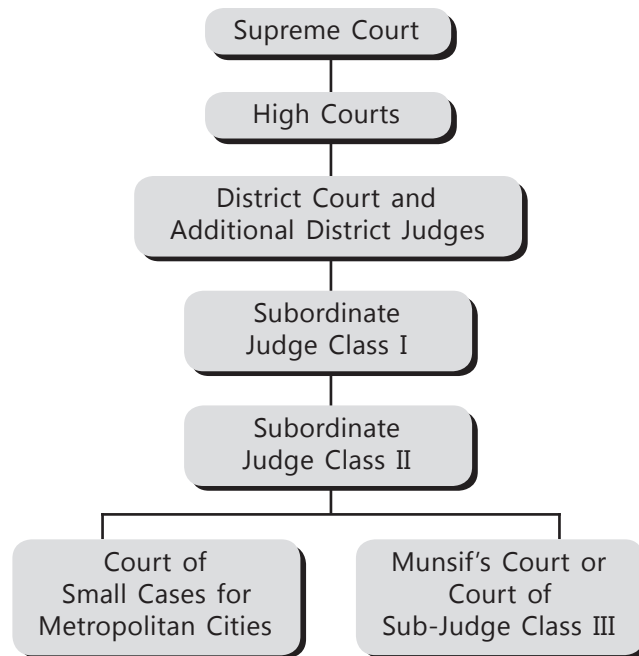 Supreme Court
High Courts
District Court and
Additional District Judges
Subordinate
Judge Class I
Subordinate
Judge Class II
Court of
Small Cases for
Metropolitan Cities
Munsif's Court or
Court of
Sub-Judge Class III